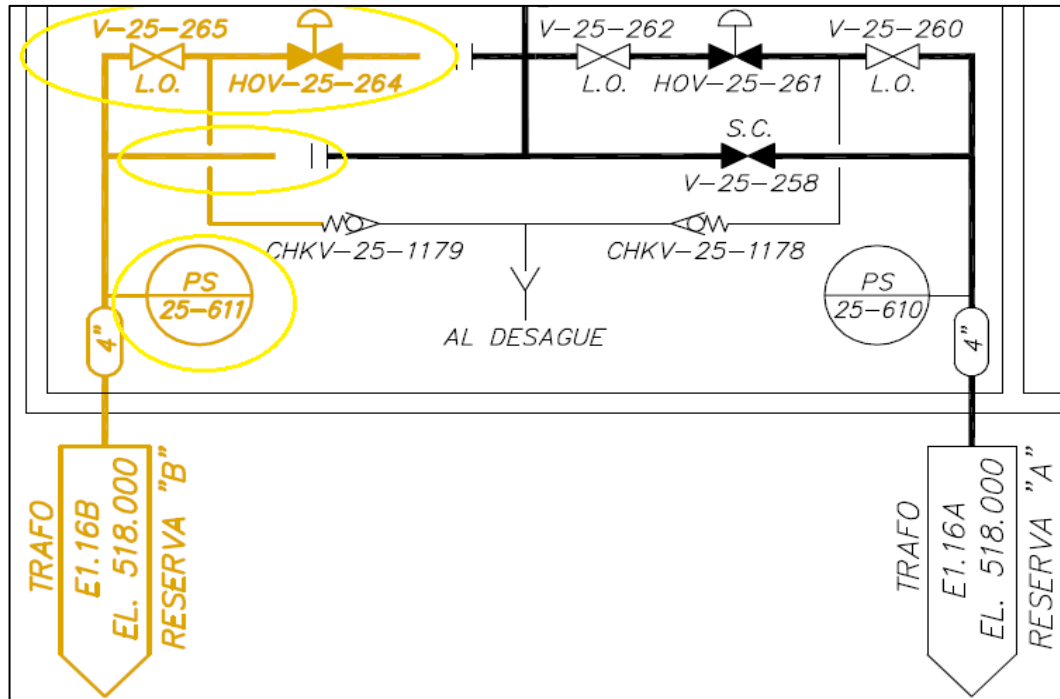 V-25-265
V-25-262
V-25-260
L.O.
HOV-25-264
L.O.
HOV-25-261
L.O.
S.C.
V-25-258
CHKV-25-1179
CHKV-25-1178
PS
25-611
PS
25-610
4"
AL DESAGUE
4"
TRAFO
E1.16B
EL. 518.000
RESERVA "B"
TRAFO
E1.16A
EL. 518.000
RESERVA "A"